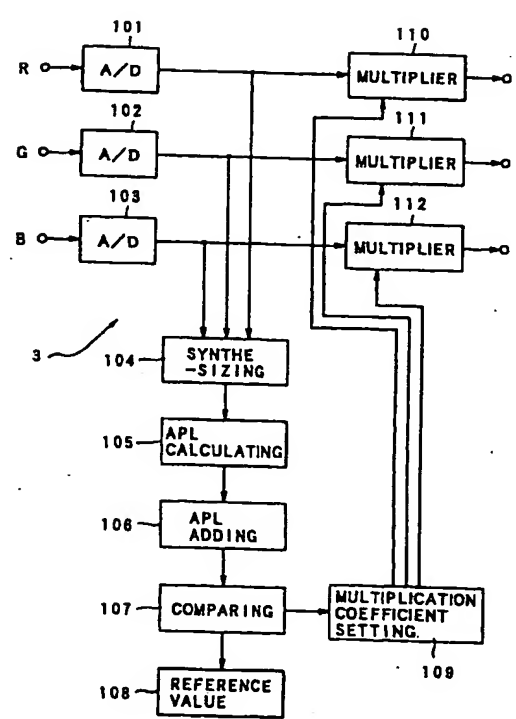 101
110
R
A/D
MULTIPLIER
102
111
G
A/D
MULTIPLIER
103
112
B
A/D
MULTIPLIER
3
104
SYNTHE
-SIZING
105
APL
CALCULATING
106
APL
ADDING
107
COMPARING
MULTIPLICATION
COEFFICIENT
SETTING.
109
108
REFERENCE
VALUE